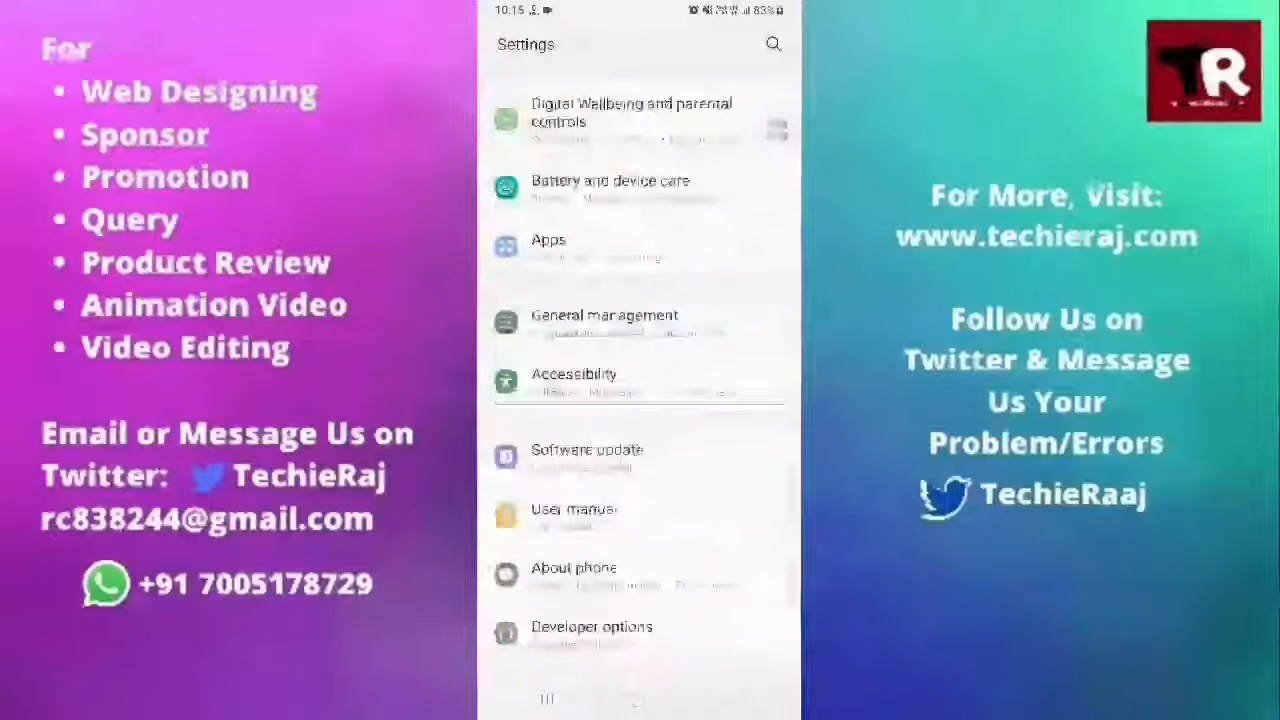 For
• Web Designing
• Sponsor
• Promotion
• Query
• Product Review
• Animation Video
• Video Editing
Email or Message Us on
Twitter: TechieRaj
rc838244@gmail.com
+91 7005178729
10:15
83%
Settings
Digital Wellbeing and parental
controls
Battery and device care
Apps
General management
Accessibility
Software update
User manual
About phone
Developer options
TR
For More, Visit:
www.techieraj.com
Follow Us on
Twitter & Message
Us Your
Problem/Errors
TechieRaaj